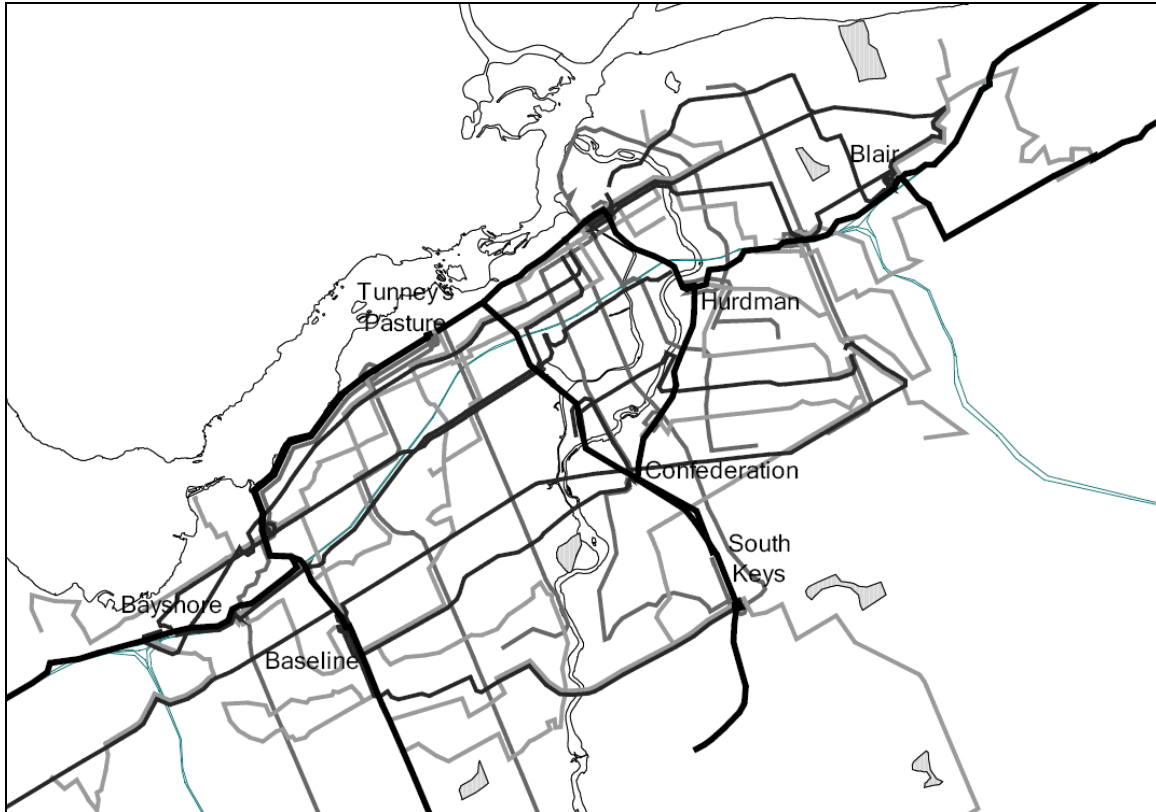 Blair
Tunney's
Pasture
Hurdman
Confederation
South
Keys
Bayshore
Baseline